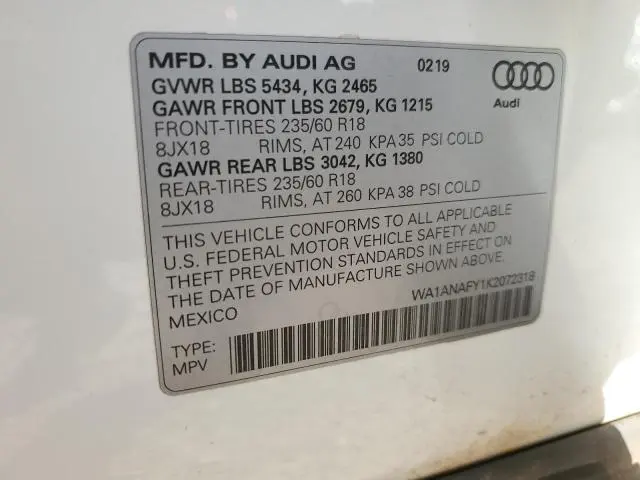 MFD. BY AUDI AG 0219
GVWR LBS 5434, KG 2465
GAWR FRONT LBS 2679, KG 1215
FRONT-TIRES 235/60 R18
8JX18 RIMS, AT 240 KPA 35 PSI COLD
GAWR REAR LBS 3042, KG 1380
REAR-TIRES 235/60 R18
8JX18 RIMS, AT 260 KPA 38 PSI COLD
Audi
THIS VEHICLE CONFORMS TO ALL APPLICABLE
U.S. FEDERAL MOTOR VEHICLE SAFETY AND
THEFT PREVENTION STANDARDS IN EFFECT ON
THE DATE OF MANUFACTURE SHOWN ABOVE.
MEXICO WA1ANAFY1K2072318
TYPE:
MPV